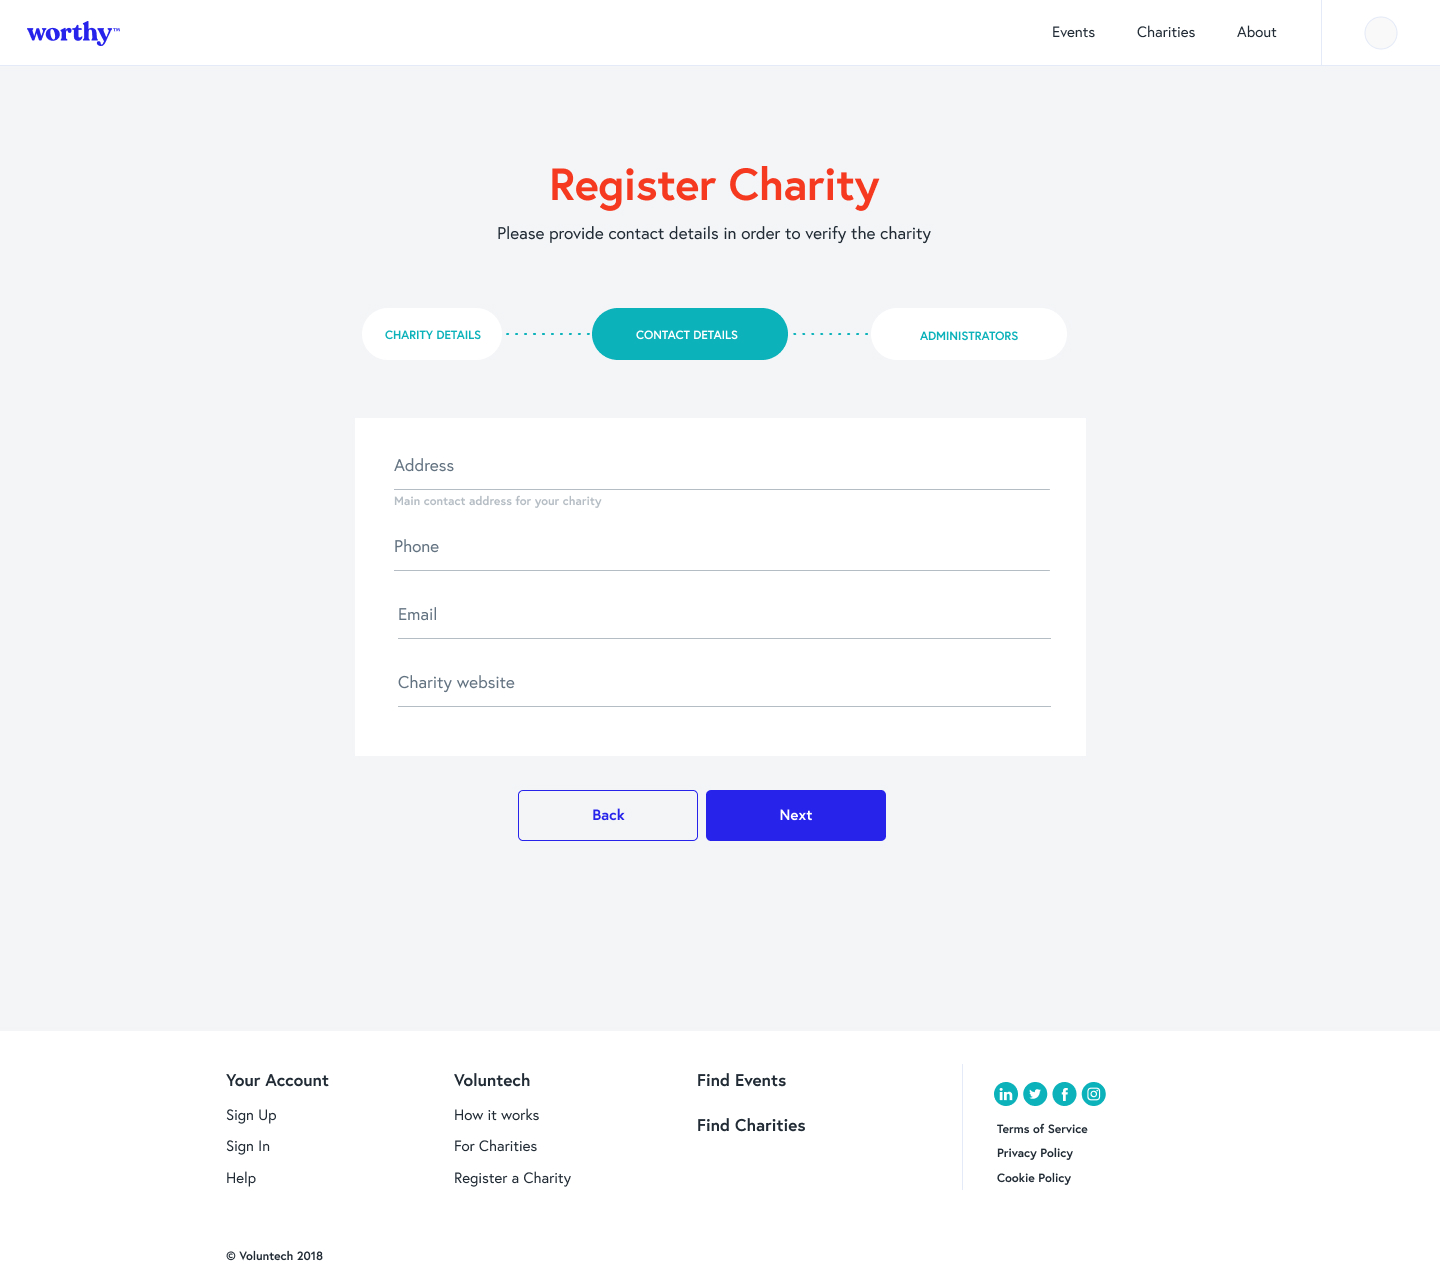 worthy™
Events
Charities
About
Register Charity
Please provide contact details in order to verify the charity
CHARITY DETAILS
CONTACT DETAILS
ADMINISTRATORS
Address
Main contact address for your charity
Phone
Email
Charity website
Back
Next
Your Account
Sign Up
Sign In
Help
Voluntech
How it works
For Charities
Register a Charity
Find Events
Find Charities
in
f
Terms of Service
Privacy Policy
Cookie Policy
© Voluntech 2018